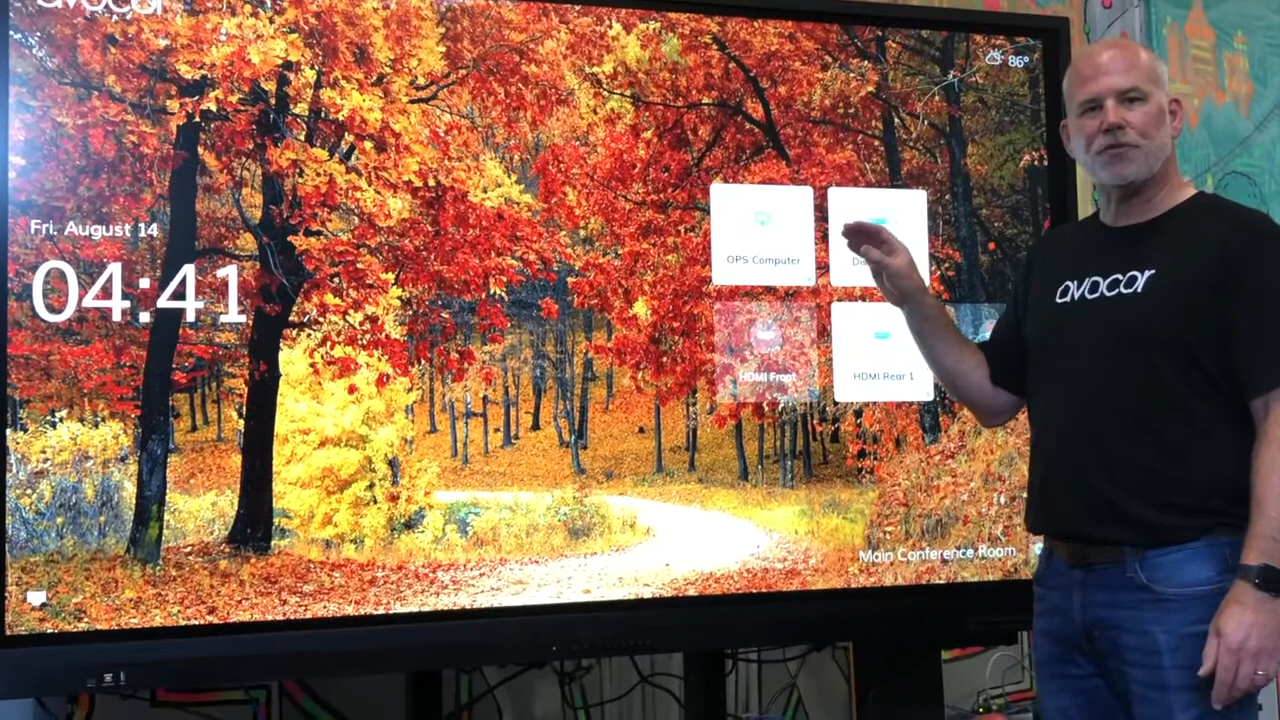 avocor
86°
Fri. August 14
04:41
OPS Computer
HDMI Front
HDMI Rear 1
Main Conference Room
avocor